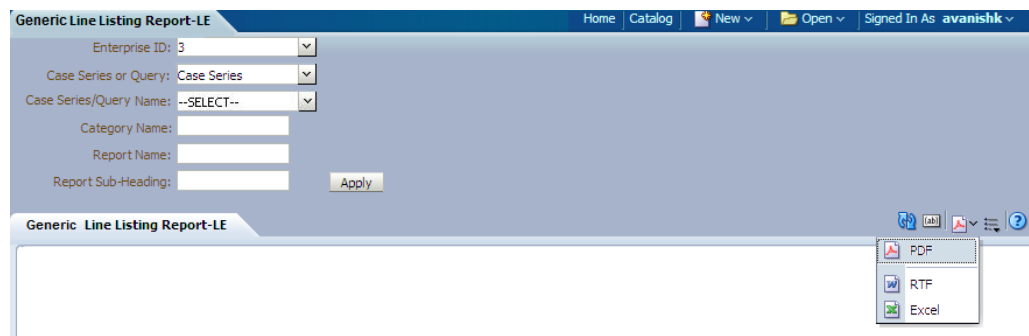 Generic Line Listing Report-LE
Home Catalog New Open Signed In As avanishk
Enterprise ID: 3
Case Series or Query: Case Series
Case Series/Query Name: --SELECT--
Category Name:
Report Name:
Report Sub-Heading: Apply
Generic Line Listing Report-LE
PDF
RTF
Excel